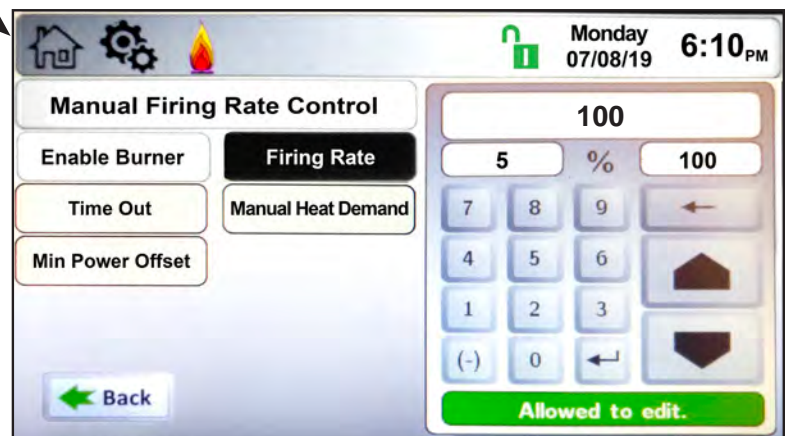 Monday
07/08/19
6:10 PM
Manual Firing Rate Control
Enable Burner
Firing Rate
Time Out
Manual Heat Demand
Min Power Offset
Back
100
5 % 100
7 8 9
4 5 6
1 2 3
(-) 0
Allowed to edit.